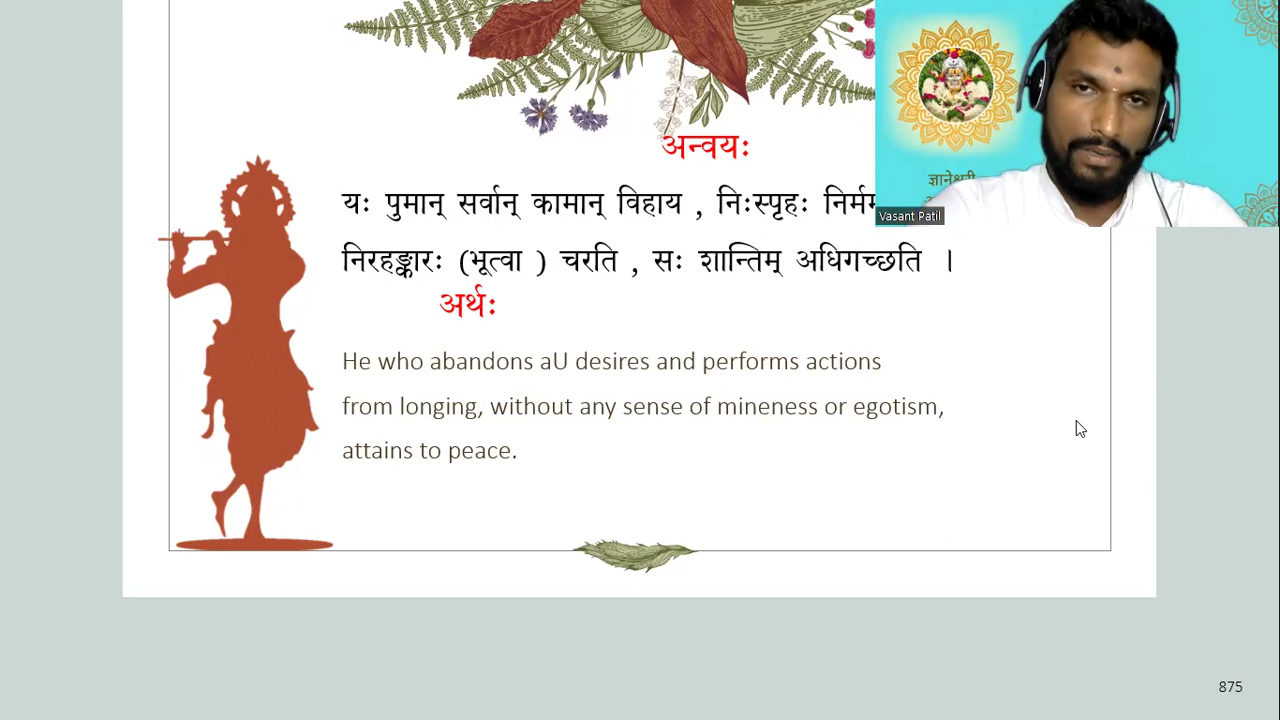 अन्वयः
यः पुमान् सर्वान् कामान् विहाय , निःस्पृहः
निरहङ्कारः (भूत्वा ) चरति , सः शान्तिम् अधिगच्छति ।
अर्थः
He who abandons aU desires and performs actions
from longing, without any sense of mineness or egotism,
attains to peace.
ज्ञानेश्वरी
Vasant Patil
875